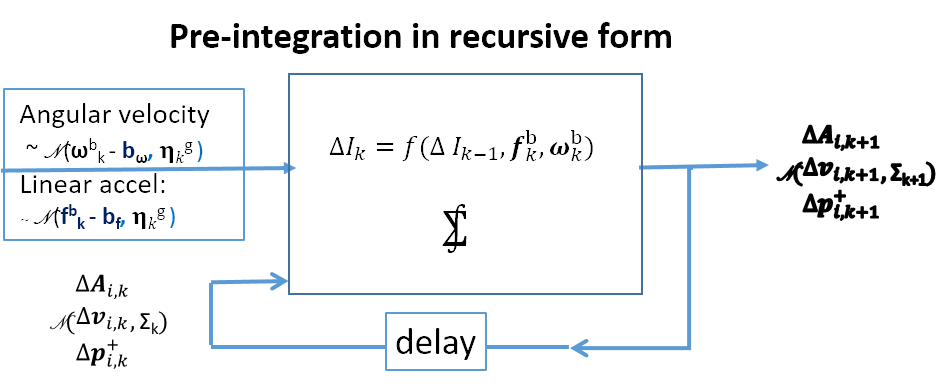 Pre-integration in recursive form
Angular velocity
~ 𝒩(ωᵇₖ - b_ω, ηₖᵍ)
Linear accel:
~ 𝒩(fᵇₖ - b_f, ηₖᵍ)
ΔIₖ = f(Δ Iₖ₋₁, fₖᵇ, ωₖᵇ)
∑∫
ΔA_{i,k+1}
𝒩(Δv_{i,k+1}, Σ_{k+1})
Δp⁺_{i,k+1}
ΔA_{i,k}
𝒩(Δv_{i,k}, Σₖ)
Δp⁺_{i,k}
delay